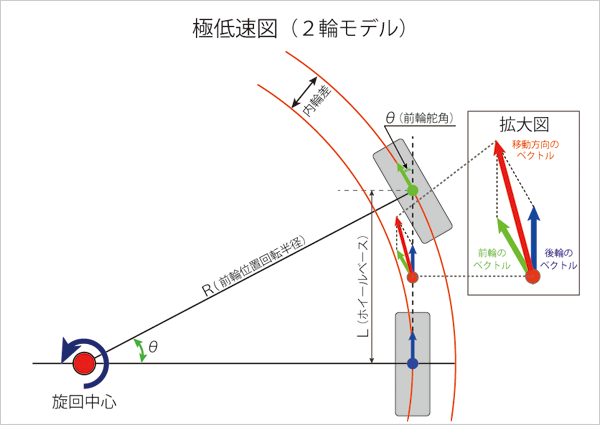 極低速図（２輪モデル）
内輪差
θ（前輪舵角）
拡大図
移動方向の
ベクトル
前輪の
ベクトル
後輪の
ベクトル
R（前輪位置回転半径）
L（ホイールベース）
θ
旋回中心